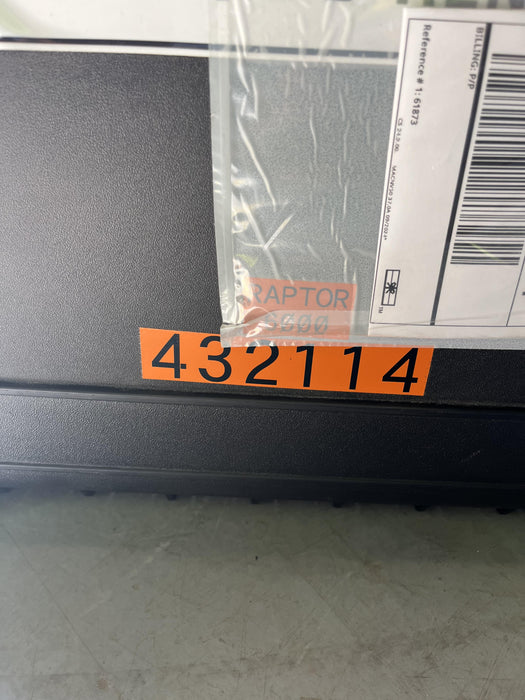 BILLING: P/P
Reference # 1: 61873
RAPTOR
432114